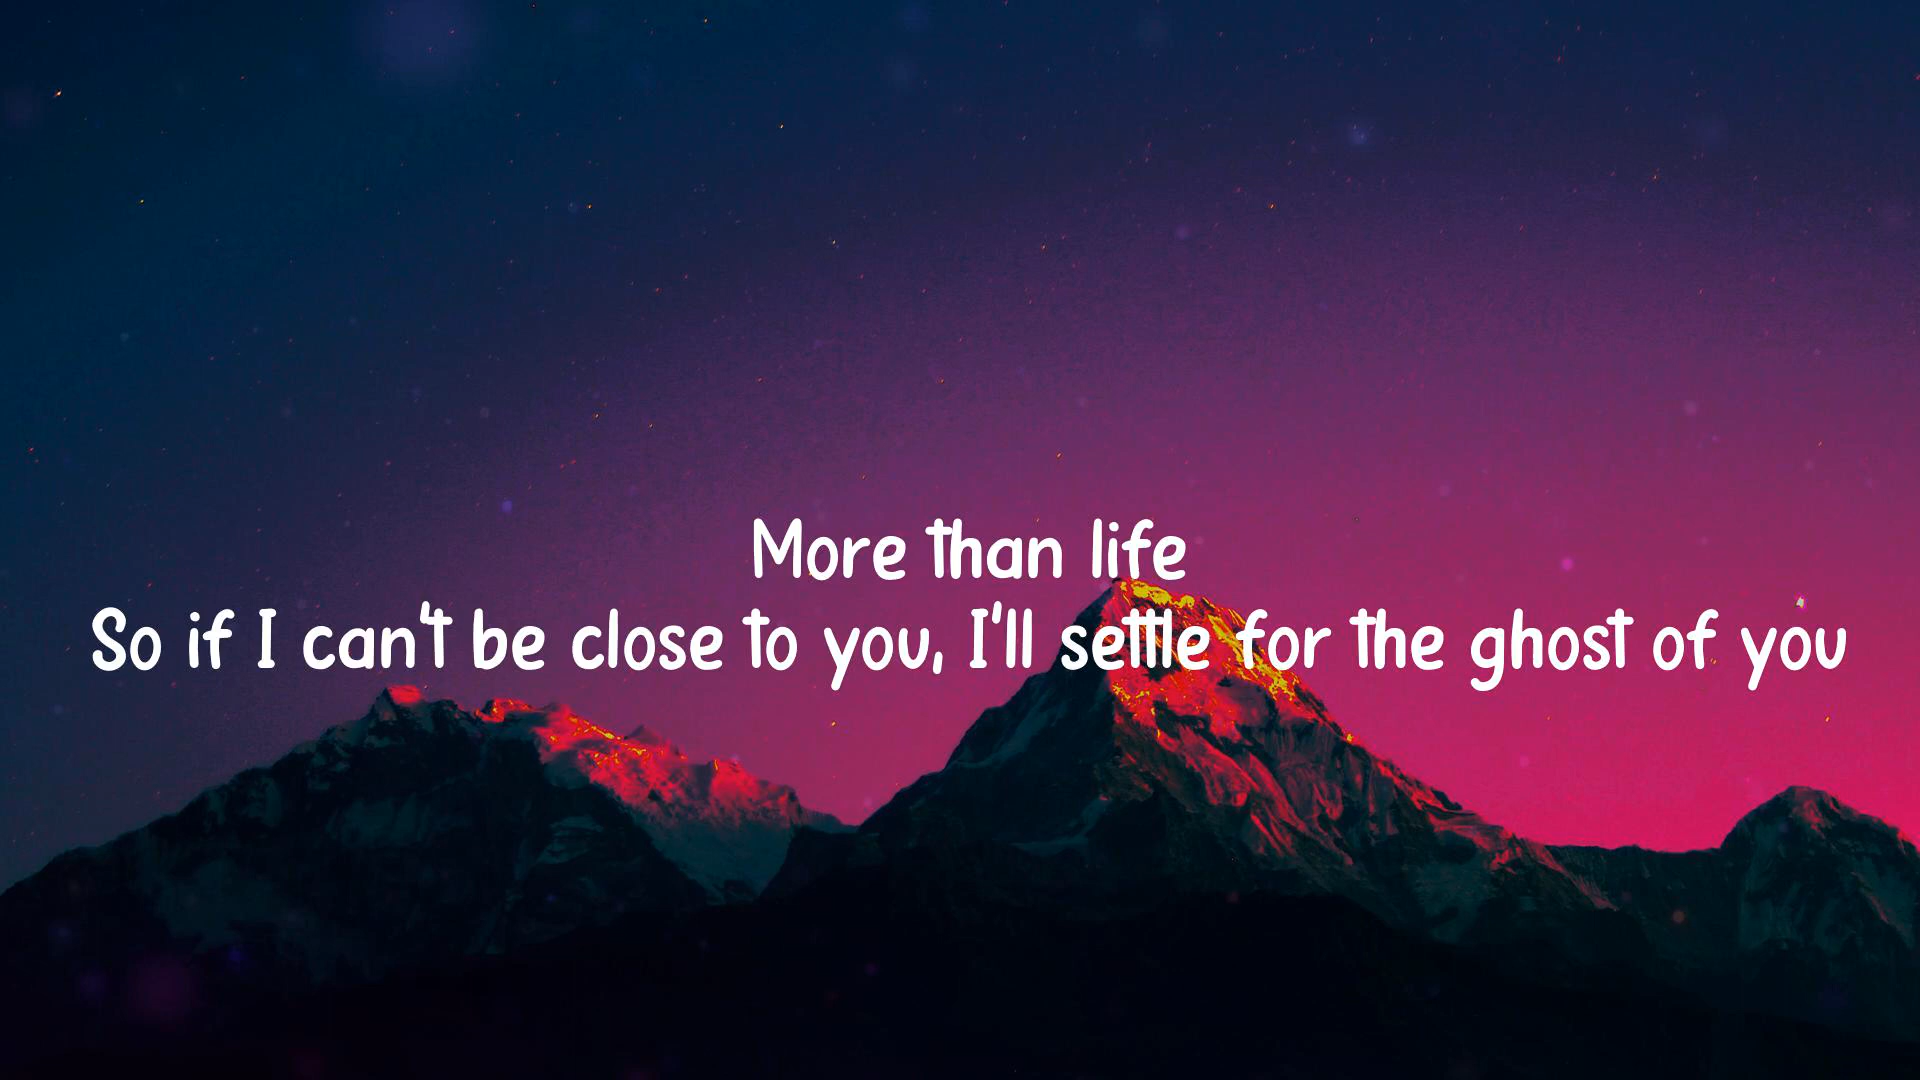 More than life
So if I can't be close to you, I'll settle for the ghost of you